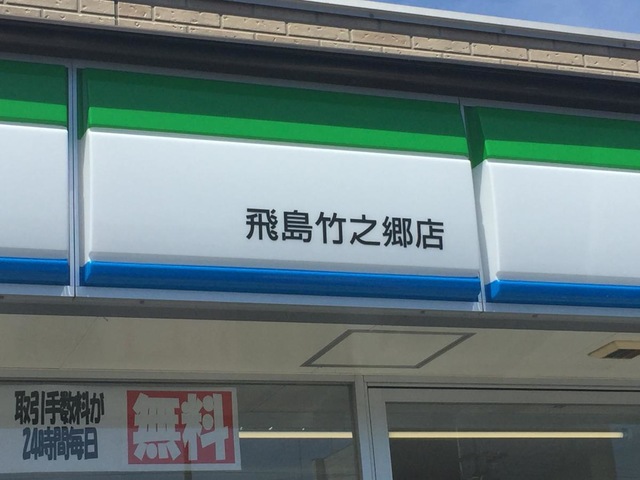 飛島竹之郷店
取引手数料が
24時間毎日
無料